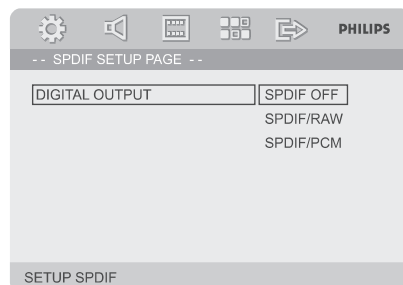 PHILIPS
-- SPDIF SETUP PAGE --
DIGITAL OUTPUT SPDIF OFF
SPDIF/RAW
SPDIF/PCM
SETUP SPDIF